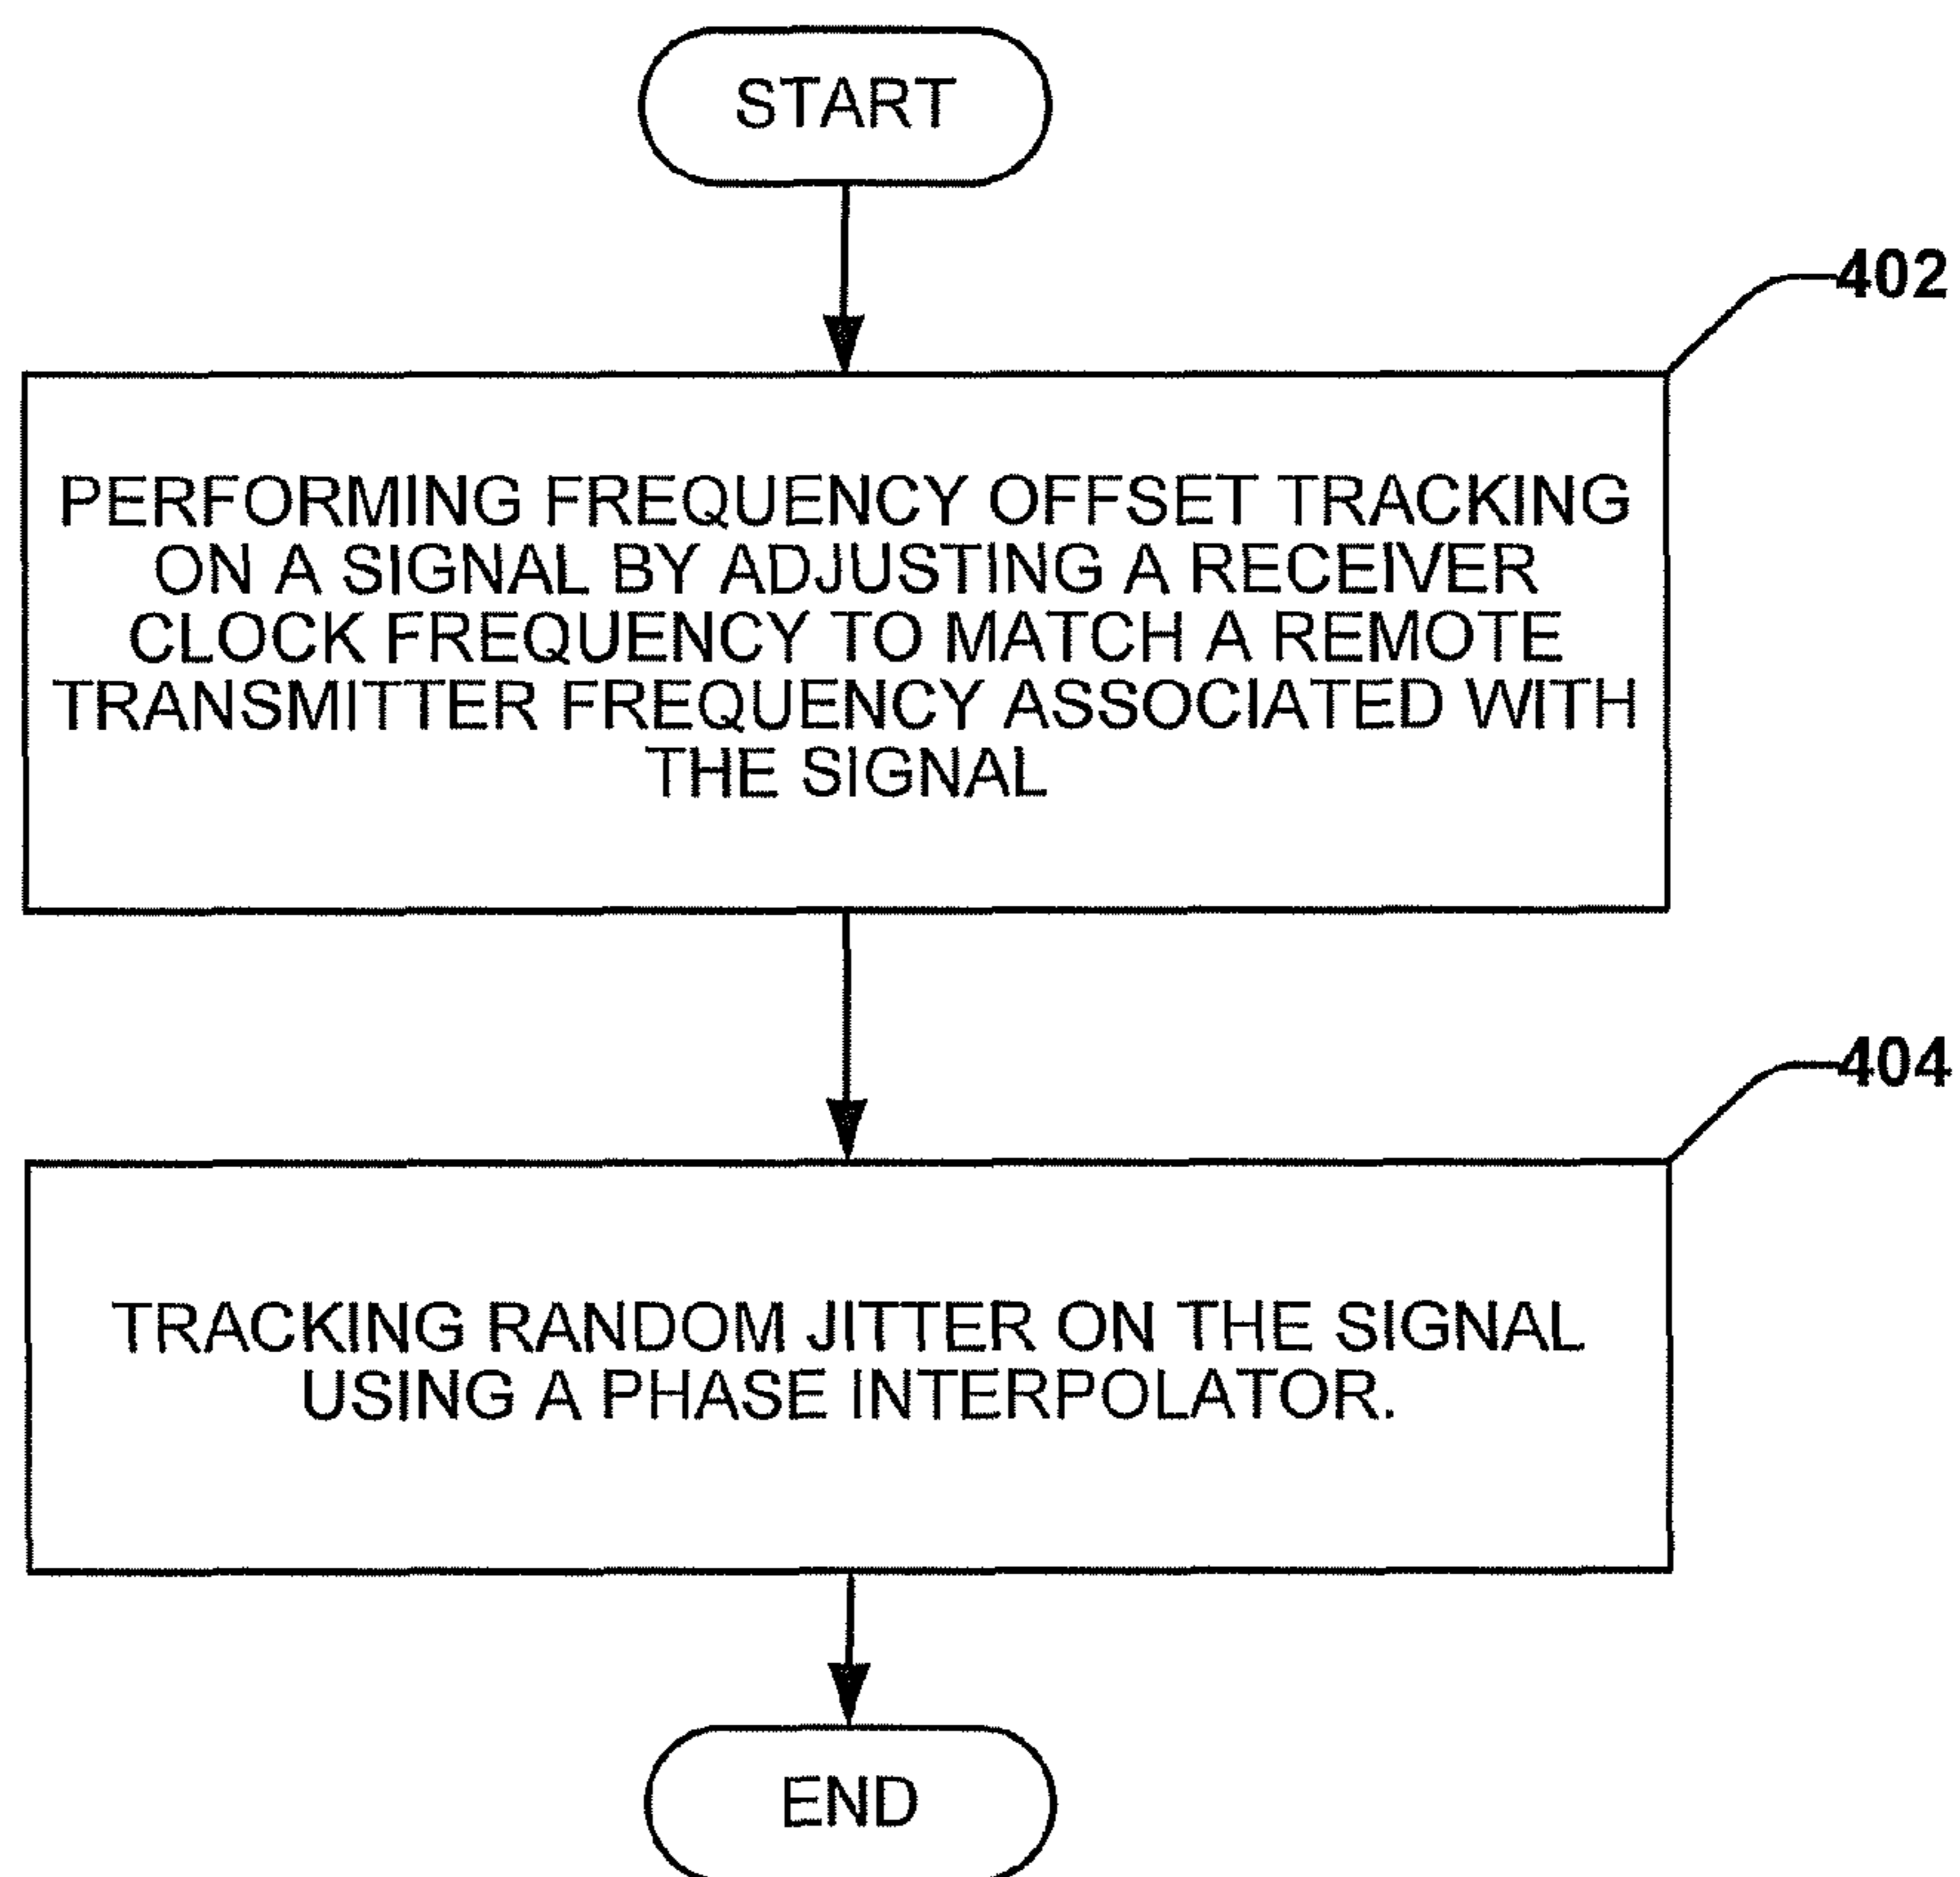 START
402
PERFORMING FREQUENCY OFFSET TRACKING
ON A SIGNAL BY ADJUSTING A RECEIVER
CLOCK FREQUENCY TO MATCH A REMOTE
TRANSMITTER FREQUENCY ASSOCIATED WITH
THE SIGNAL
404
TRACKING RANDOM JITTER ON THE SIGNAL
USING A PHASE INTERPOLATOR.
END